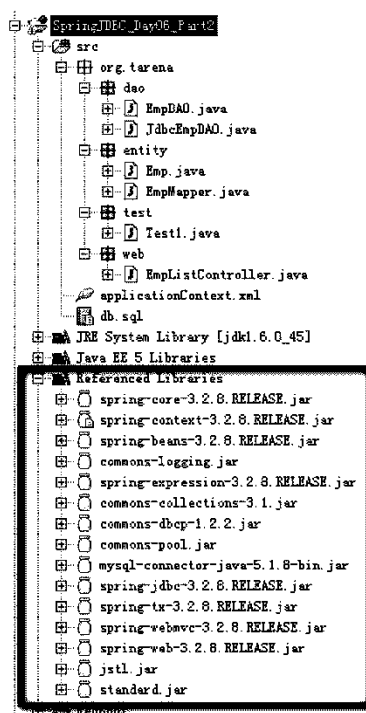 SpringJDBC_Day06_Part2
src
org.tarena
dao
EmpDAO.java
JdbcEmpDAO.java
entity
Emp.java
EmpMapper.java
test
Test1.java
web
EmpListController.java
applicationContext.xml
db.sql
JRE System Library [jdk1.6.0_45]
Java EE 5 Libraries
Referenced Libraries
spring-core-3.2.8.RELEASE.jar
spring-context-3.2.8.RELEASE.jar
spring-beans-3.2.8.RELEASE.jar
commons-logging.jar
spring-expression-3.2.8.RELEASE.jar
commons-collections-3.1.jar
commons-dbcp-1.2.2.jar
commons-pool.jar
mysql-connector-java-5.1.8-bin.jar
spring-jdbc-3.2.8.RELEASE.jar
spring-tx-3.2.8.RELEASE.jar
spring-webmvc-3.2.8.RELEASE.jar
spring-web-3.2.8.RELEASE.jar
jstl.jar
standard.jar